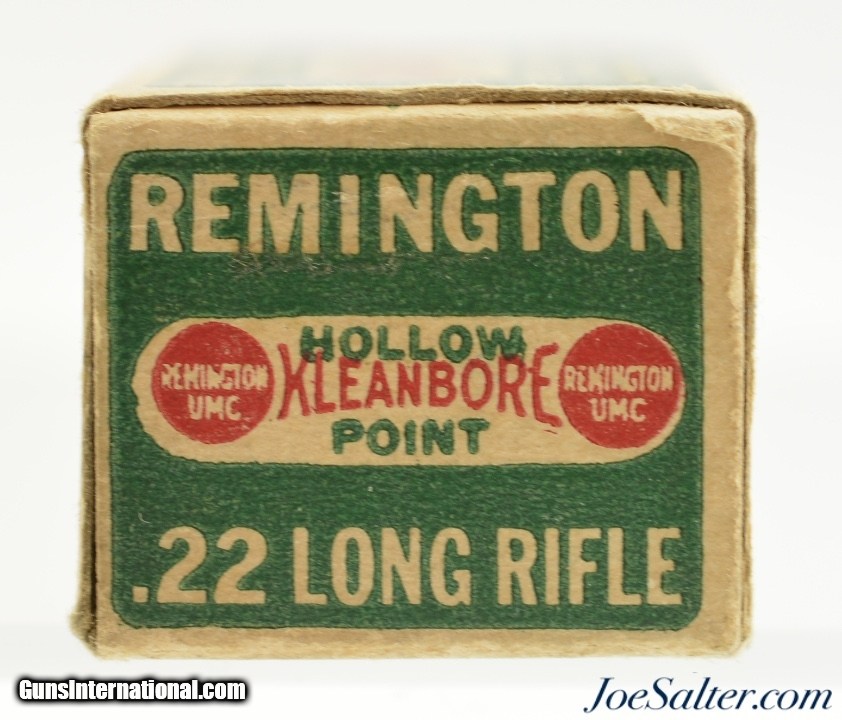 REMINGTON
HOLLOW
REMINGTON UMC
KLEANBORE
REMINGTON UMC
POINT
.22 LONG RIFLE
GunsInternational.com
JoeSalter.com